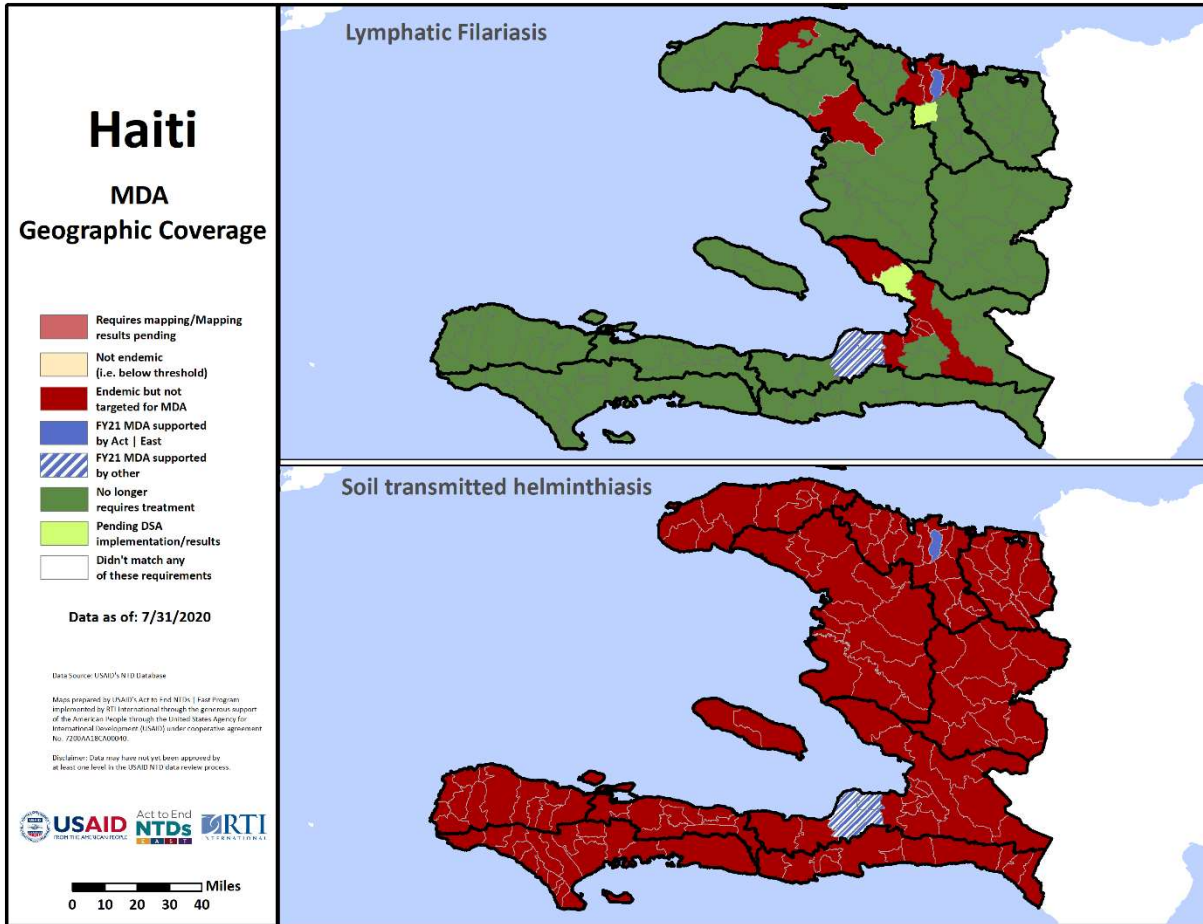 Haiti
MDA
Geographic Coverage
Requires mapping/Mapping
results pending
Not endemic
(i.e. below threshold)
Endemic but not
targeted for MDA
FY21 MDA supported
by Act | East
FY21 MDA supported
by other
No longer
requires treatment
Pending DSA
implementation/results
Didn't match any
of these requirements
Data as of: 7/31/2020
Data Source: USAID's NTD Database
Maps prepared by USAID's Act to End NTDs | East Program
implemented by RTI International through the generous support
of the American People through the United States Agency for
International Development (USAID) under cooperative agreement
No. 7200AA18CA00040.
Disclaimer: Data may have not yet been approved by
at least one level in the USAID NTD data review process.
USAID
FROM THE AMERICAN PEOPLE
Act to End
NTDs
EAST
RTI
INTERNATIONAL
Miles
0 10 20 30 40
Lymphatic Filariasis
Soil transmitted helminthiasis